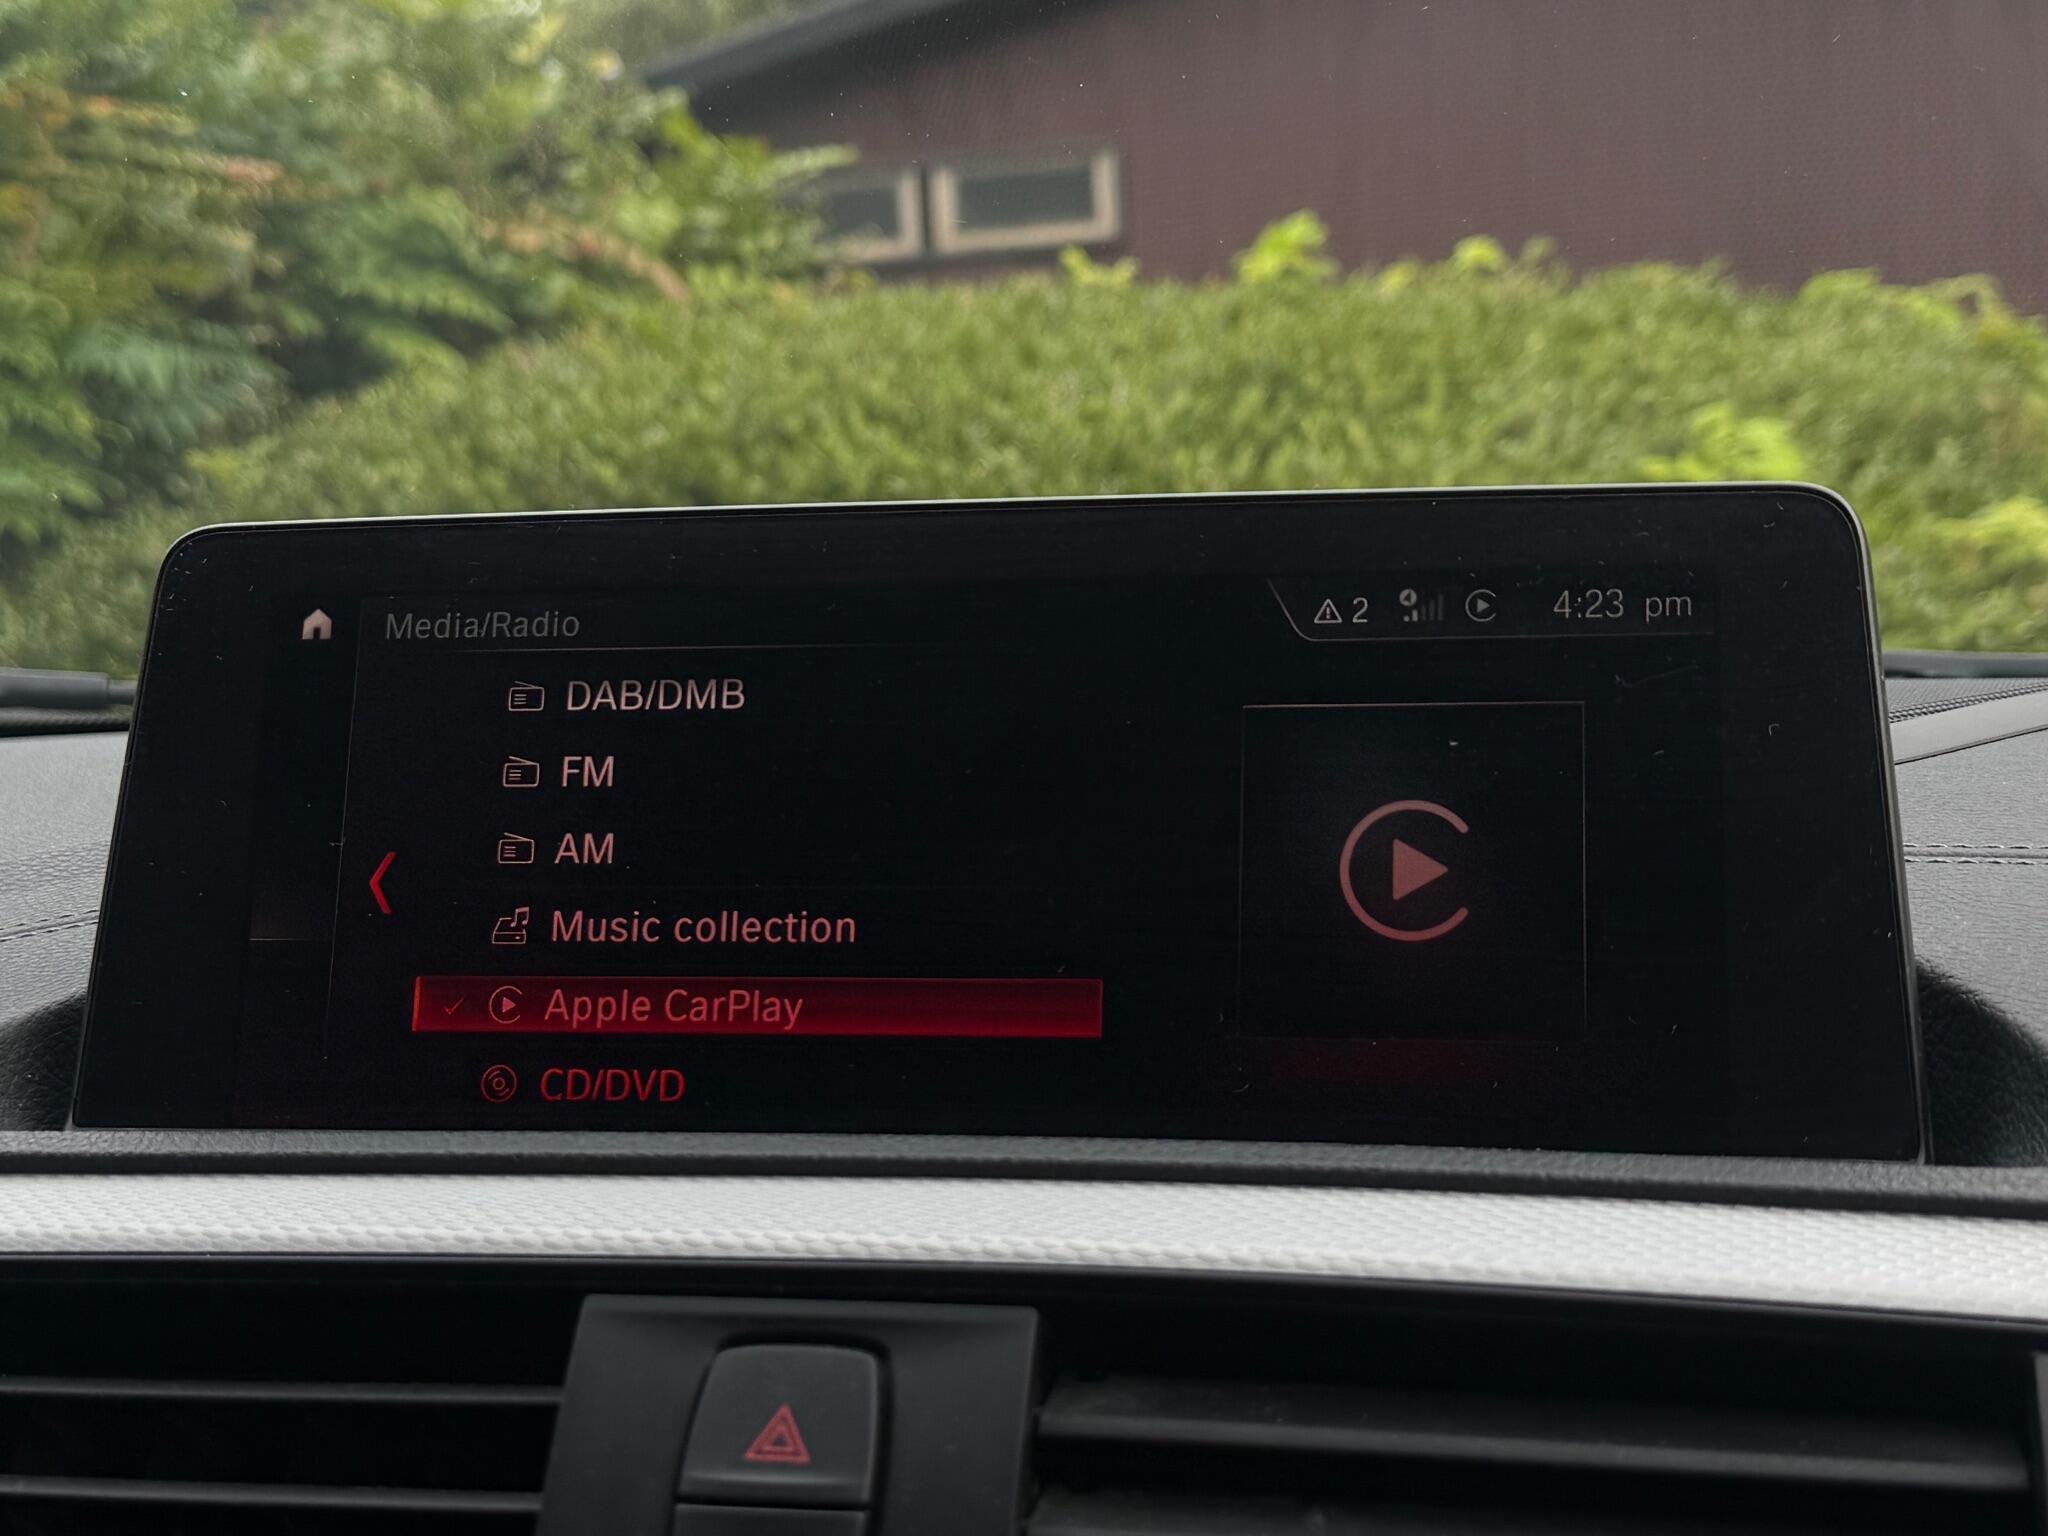 Media/Radio
2 4:23 pm
DAB/DMB
FM
AM
Music collection
Apple CarPlay
CD/DVD